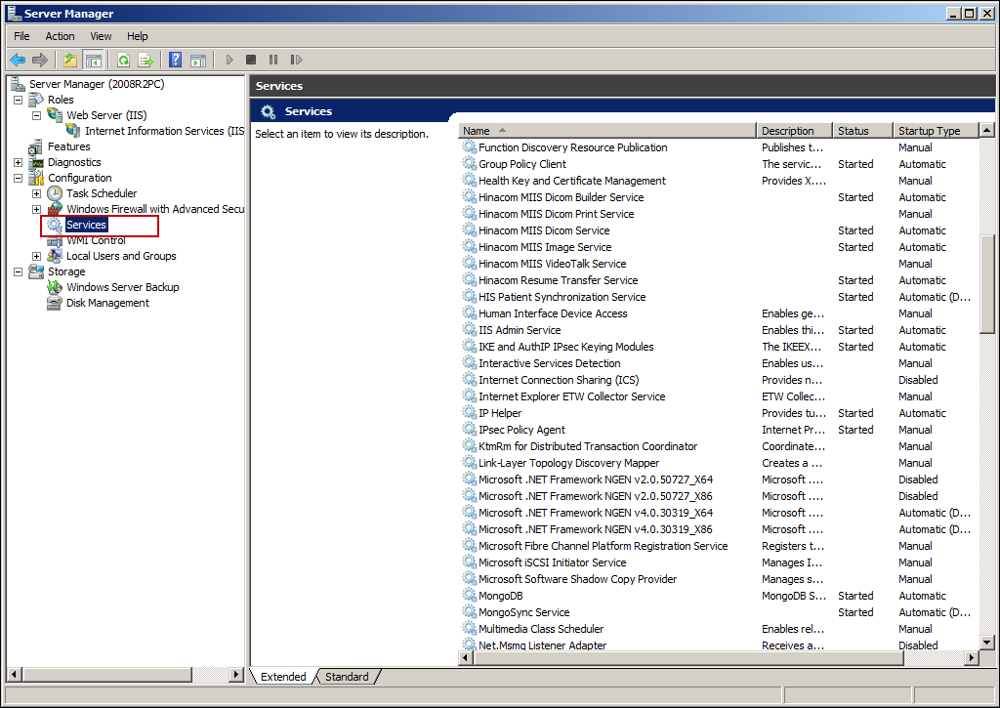 Server Manager
File Action View Help
Server Manager (2008R2PC)
Roles
Web Server (IIS)
Internet Information Services (IIS
Features
Diagnostics
Configuration
Task Scheduler
Windows Firewall with Advanced Secu
Services
WMI Control
Local Users and Groups
Storage
Windows Server Backup
Disk Management
Services
Services
Select an item to view its description.
Name Description Status Startup Type
Function Discovery Resource Publication Publishes t... Manual
Group Policy Client The servic... Started Automatic
Health Key and Certificate Management Provides X.... Manual
Hinacom MIIS Dicom Builder Service Started Automatic
Hinacom MIIS Dicom Print Service Manual
Hinacom MIIS Dicom Service Started Automatic
Hinacom MIIS Image Service Started Automatic
Hinacom MIIS VideoTalk Service Manual
Hinacom Resume Transfer Service Started Automatic
HIS Patient Synchronization Service Started Automatic (D...
Human Interface Device Access Enables ge... Manual
IIS Admin Service Enables thi... Started Automatic
IKE and AuthIP IPsec Keying Modules The IKEEX... Started Automatic
Interactive Services Detection Enables us... Manual
Internet Connection Sharing (ICS) Provides n... Disabled
Internet Explorer ETW Collector Service ETW Collec... Manual
IP Helper Provides tu... Started Automatic
IPsec Policy Agent Internet Pr... Started Manual
KtmRm for Distributed Transaction Coordinator Coordinate... Manual
Link-Layer Topology Discovery Mapper Creates a ... Manual
Microsoft .NET Framework NGEN v2.0.50727_X64 Microsoft .... Disabled
Microsoft .NET Framework NGEN v2.0.50727_X86 Microsoft .... Disabled
Microsoft .NET Framework NGEN v4.0.30319_X64 Microsoft .... Automatic (D...
Microsoft .NET Framework NGEN v4.0.30319_X86 Microsoft .... Automatic (D...
Microsoft Fibre Channel Platform Registration Service Registers t... Manual
Microsoft iSCSI Initiator Service Manages I... Manual
Microsoft Software Shadow Copy Provider Manages s... Manual
MongoDB MongoDB S... Started Automatic
MongoSync Service Started Automatic (D...
Multimedia Class Scheduler Enables rel... Manual
Net.Msmq Listener Adapter Receives a... Disabled
Extended Standard